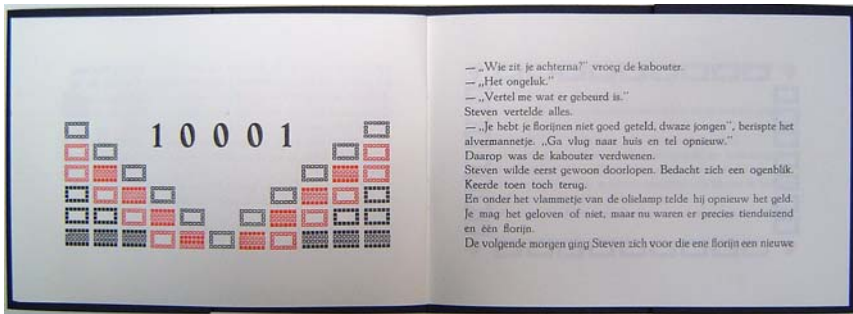 10001
— „Wie zit je achterna?” vroeg de kabouter.
— „Het ongeluk.”
— „Vertel me wat er gebeurd is.”
Steven vertelde alles.
— „Je hebt je florijnen niet goed geteld, dwaze jongen”, berispte het
alvermannetje. „Ga vlug naar huis en tel opnieuw.”
Daarop was de kabouter verdwenen.
Steven wilde eerst gewoon doorlopen. Bedacht zich een ogenblik.
Keerde toen toch terug.
En onder het vlammetje van de olielamp telde hij opnieuw het geld.
Je mag het geloven of niet, maar nu waren er precies tienduizend
en één florijn.
De volgende morgen ging Steven zich voor die ene florijn een nieuwe